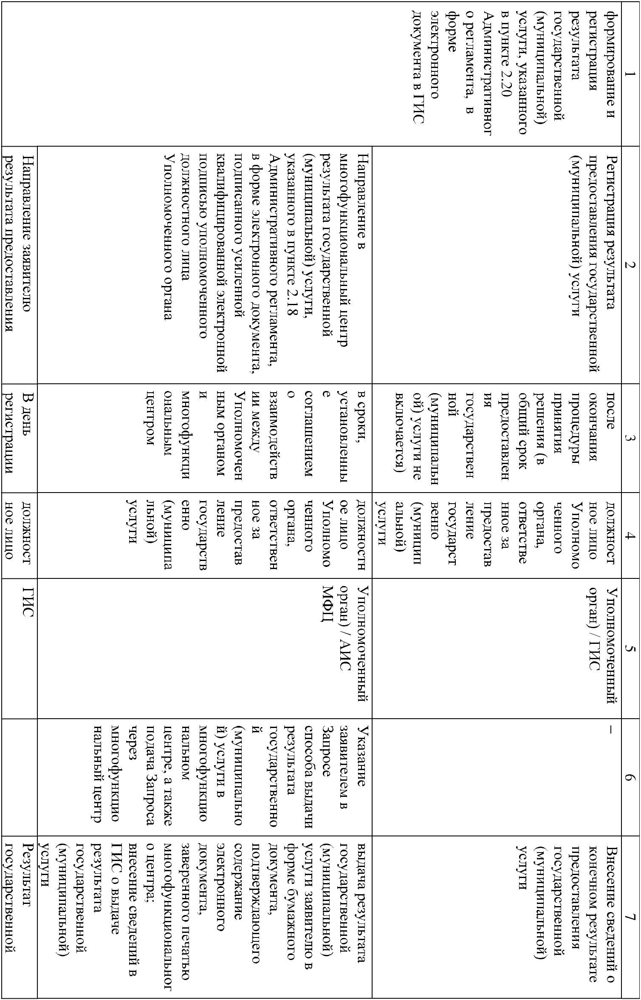 1
2
3
4
5
6
7
формирование и
регистрация
результата
государственной
(муниципальной)
услуги, указанного
в пункте 2.20
Административног
о регламента, в
форме
электронного
документа в ГИС
Регистрация результата
предоставления государственной
(муниципальной) услуги
после
окончания
процедуры
принятия
решения (в
общий срок
предоставлен
ия
государствен
ной
(муниципальн
ой) услуги не
включается)
должност
ное лицо
Уполномо
ченного
органа,
ответстве
нное за
предостав
ление
государст
венно
(муницип
альной)
услуги
Уполномоченный
орган) / ГИС
–
Внесение сведений о
конечном результате
предоставления
государственной
(муниципальной)
услуги
Направление в
многофункциональный центр
результата государственной
(муниципальной) услуги,
указанного в пункте 2.18
Административного регламента,
в форме электронного документа,
подписанного усиленной
квалифицированной электронной
подписью уполномоченного
должностного лица
Уполномоченного органа
в сроки,
установленны
е
соглашением
о
взаимодейств
ии между
Уполномочен
ным органом
и
многофункци
ональным
центром
должностн
ое лицо
Уполномо
ченного
органа,
ответствен
ное за
предостав
ление
государств
енно
(муниципа
льной)
услуги
Уполномоченный
орган) / АИС
МФЦ
Указание
заявителем в
Запросе
способа выдачи
результата
государственно
й
(муниципально
й) услуги в
многофункцио
нальном
центре, а также
подача Запроса
через
многофункцио
нальный центр
выдача результата
государственной
(муниципальной)
услуги заявителю в
форме бумажного
документа,
подтверждающего
содержание
электронного
документа,
заверенного печатью
многофункциональног
о центра;
внесение сведений в
ГИС о выдаче
результата
государственной
(муниципальной)
услуги
Направление заявителю
результата предоставления
В день
регистрации
должност
ное лицо
ГИС
Результат
государственной